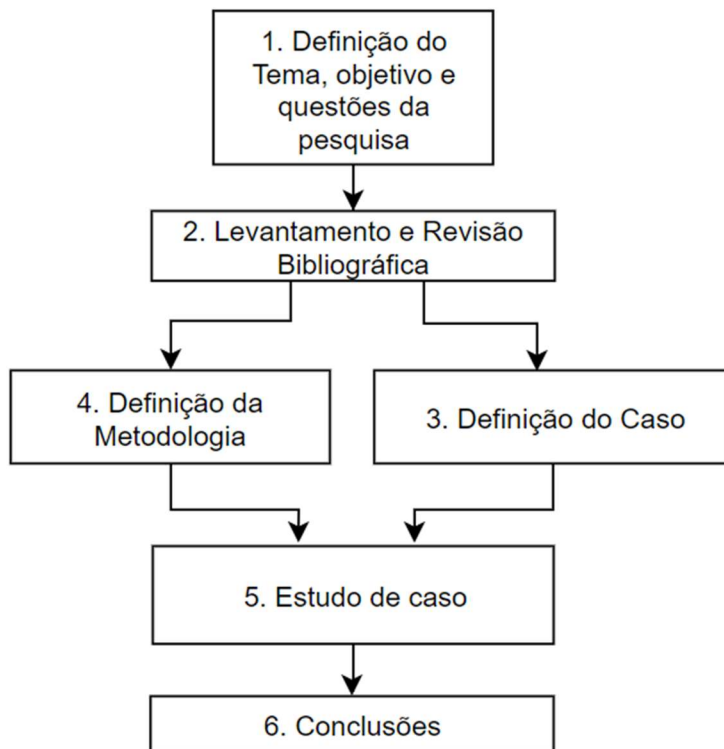 1. Definição do
Tema, objetivo e
questões da
pesquisa
2. Levantamento e Revisão
Bibliográfica
4. Definição da
Metodologia
3. Definição do Caso
5. Estudo de caso
6. Conclusões